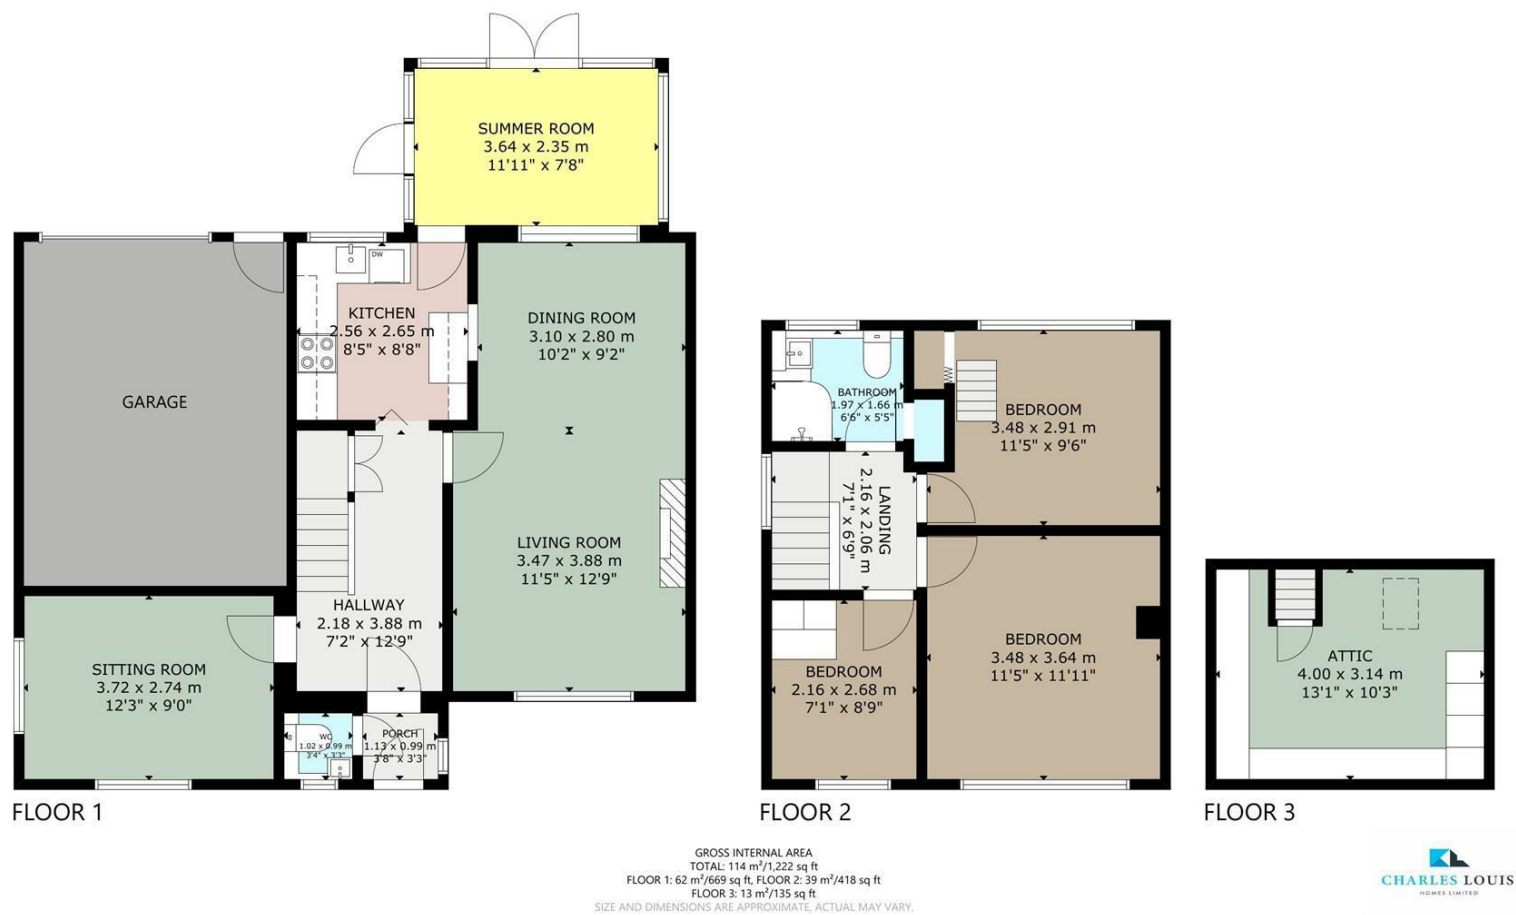 SUMMER ROOM
3.64 x 2.35 m
11'11" x 7'8"
GARAGE
DW
KITCHEN
2.56 x 2.65 m
8'5" x 8'8"
DINING ROOM
3.10 x 2.80 m
10'2" x 9'2"
LIVING ROOM
3.47 x 3.88 m
11'5" x 12'9"
HALLWAY
2.18 x 3.88 m
7'2" x 12'9"
SITTING ROOM
3.72 x 2.74 m
12'3" x 9'0"
WC
1.02 x 0.99 m
3'4" x 3'3"
PORCH
1.13 x 0.99 m
3'8" x 3'3"
FLOOR 1
BATHROOM
1.97 x 1.66 m
6'6" x 5'5"
BEDROOM
3.48 x 2.91 m
11'5" x 9'6"
LANDING
2.16 x 2.06 m
7'1" x 6'9"
BEDROOM
2.16 x 2.68 m
7'1" x 8'9"
BEDROOM
3.48 x 3.64 m
11'5" x 11'11"
FLOOR 2
ATTIC
4.00 x 3.14 m
13'1" x 10'3"
FLOOR 3
GROSS INTERNAL AREA
TOTAL: 114 m²/1,222 sq ft
FLOOR 1: 62 m²/669 sq ft, FLOOR 2: 39 m²/418 sq ft
FLOOR 3: 13 m²/135 sq ft
SIZE AND DIMENSIONS ARE APPROXIMATE, ACTUAL MAY VARY.
CHARLES LOUIS
HOMES LIMITED